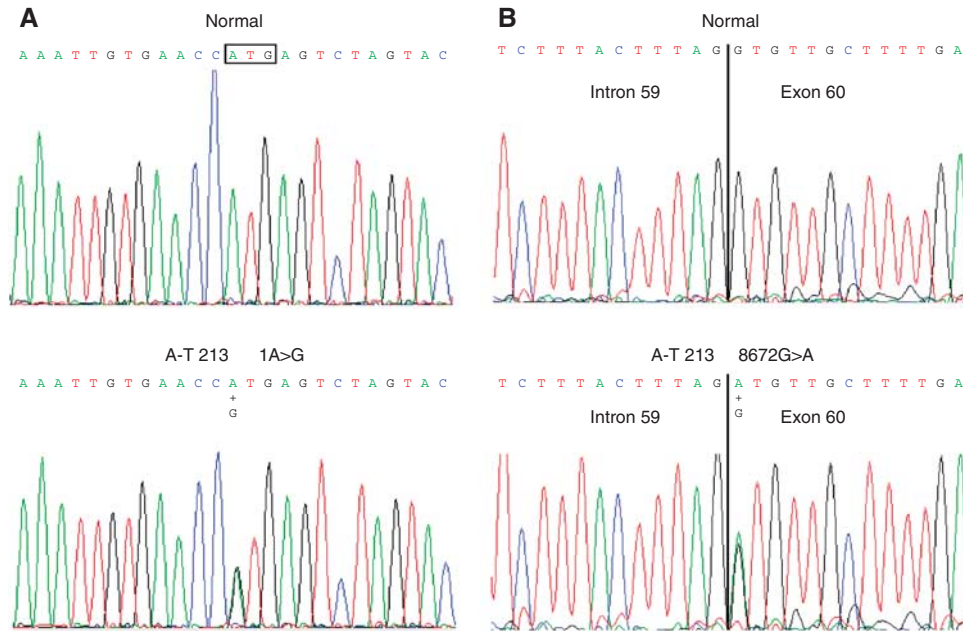 A
Normal
A A A T T G T G A A C C A T G A G T C T A G T A C
A-T 213 1A>G
A A A T T G T G A A C C A T G A G T C T A G T A C
+
G
B
Normal
T C T T T A C T T T A G G T G T T G C T T T T G A
Intron 59 Exon 60
A-T 213 8672G>A
T C T T T A C T T T A G A T G T T G C T T T T G A
+
G
Intron 59 Exon 60